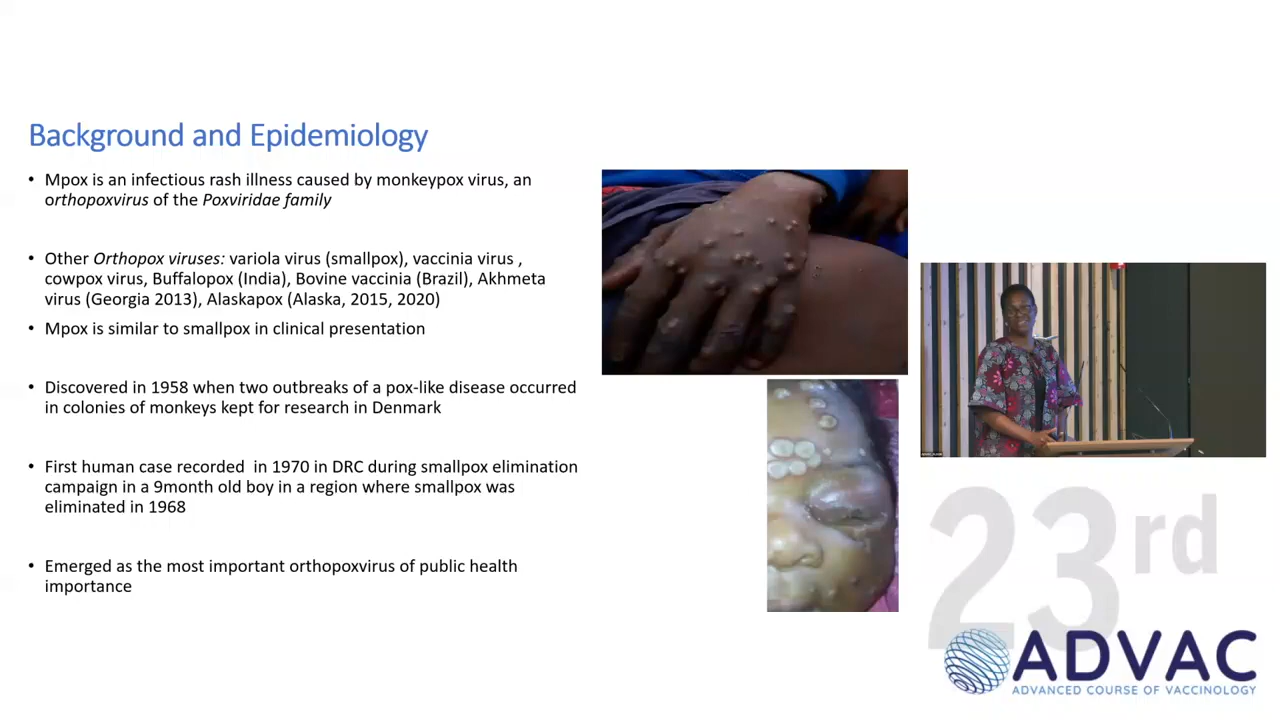 Background and Epidemiology
• Mpox is an infectious rash illness caused by monkeypox virus, an
orthopoxvirus of the Poxviridae family
• Other Orthopox viruses: variola virus (smallpox), vaccinia virus ,
cowpox virus, Buffalopox (India), Bovine vaccinia (Brazil), Akhmeta
virus (Georgia 2013), Alaskapox (Alaska, 2015, 2020)
• Mpox is similar to smallpox in clinical presentation
• Discovered in 1958 when two outbreaks of a pox-like disease occurred
in colonies of monkeys kept for research in Denmark
• First human case recorded  in 1970 in DRC during smallpox elimination
campaign in a 9month old boy in a region where smallpox was
eliminated in 1968
• Emerged as the most important orthopoxvirus of public health
importance
23rd
ADVAC
ADVANCED COURSE OF VACCINOLOGY